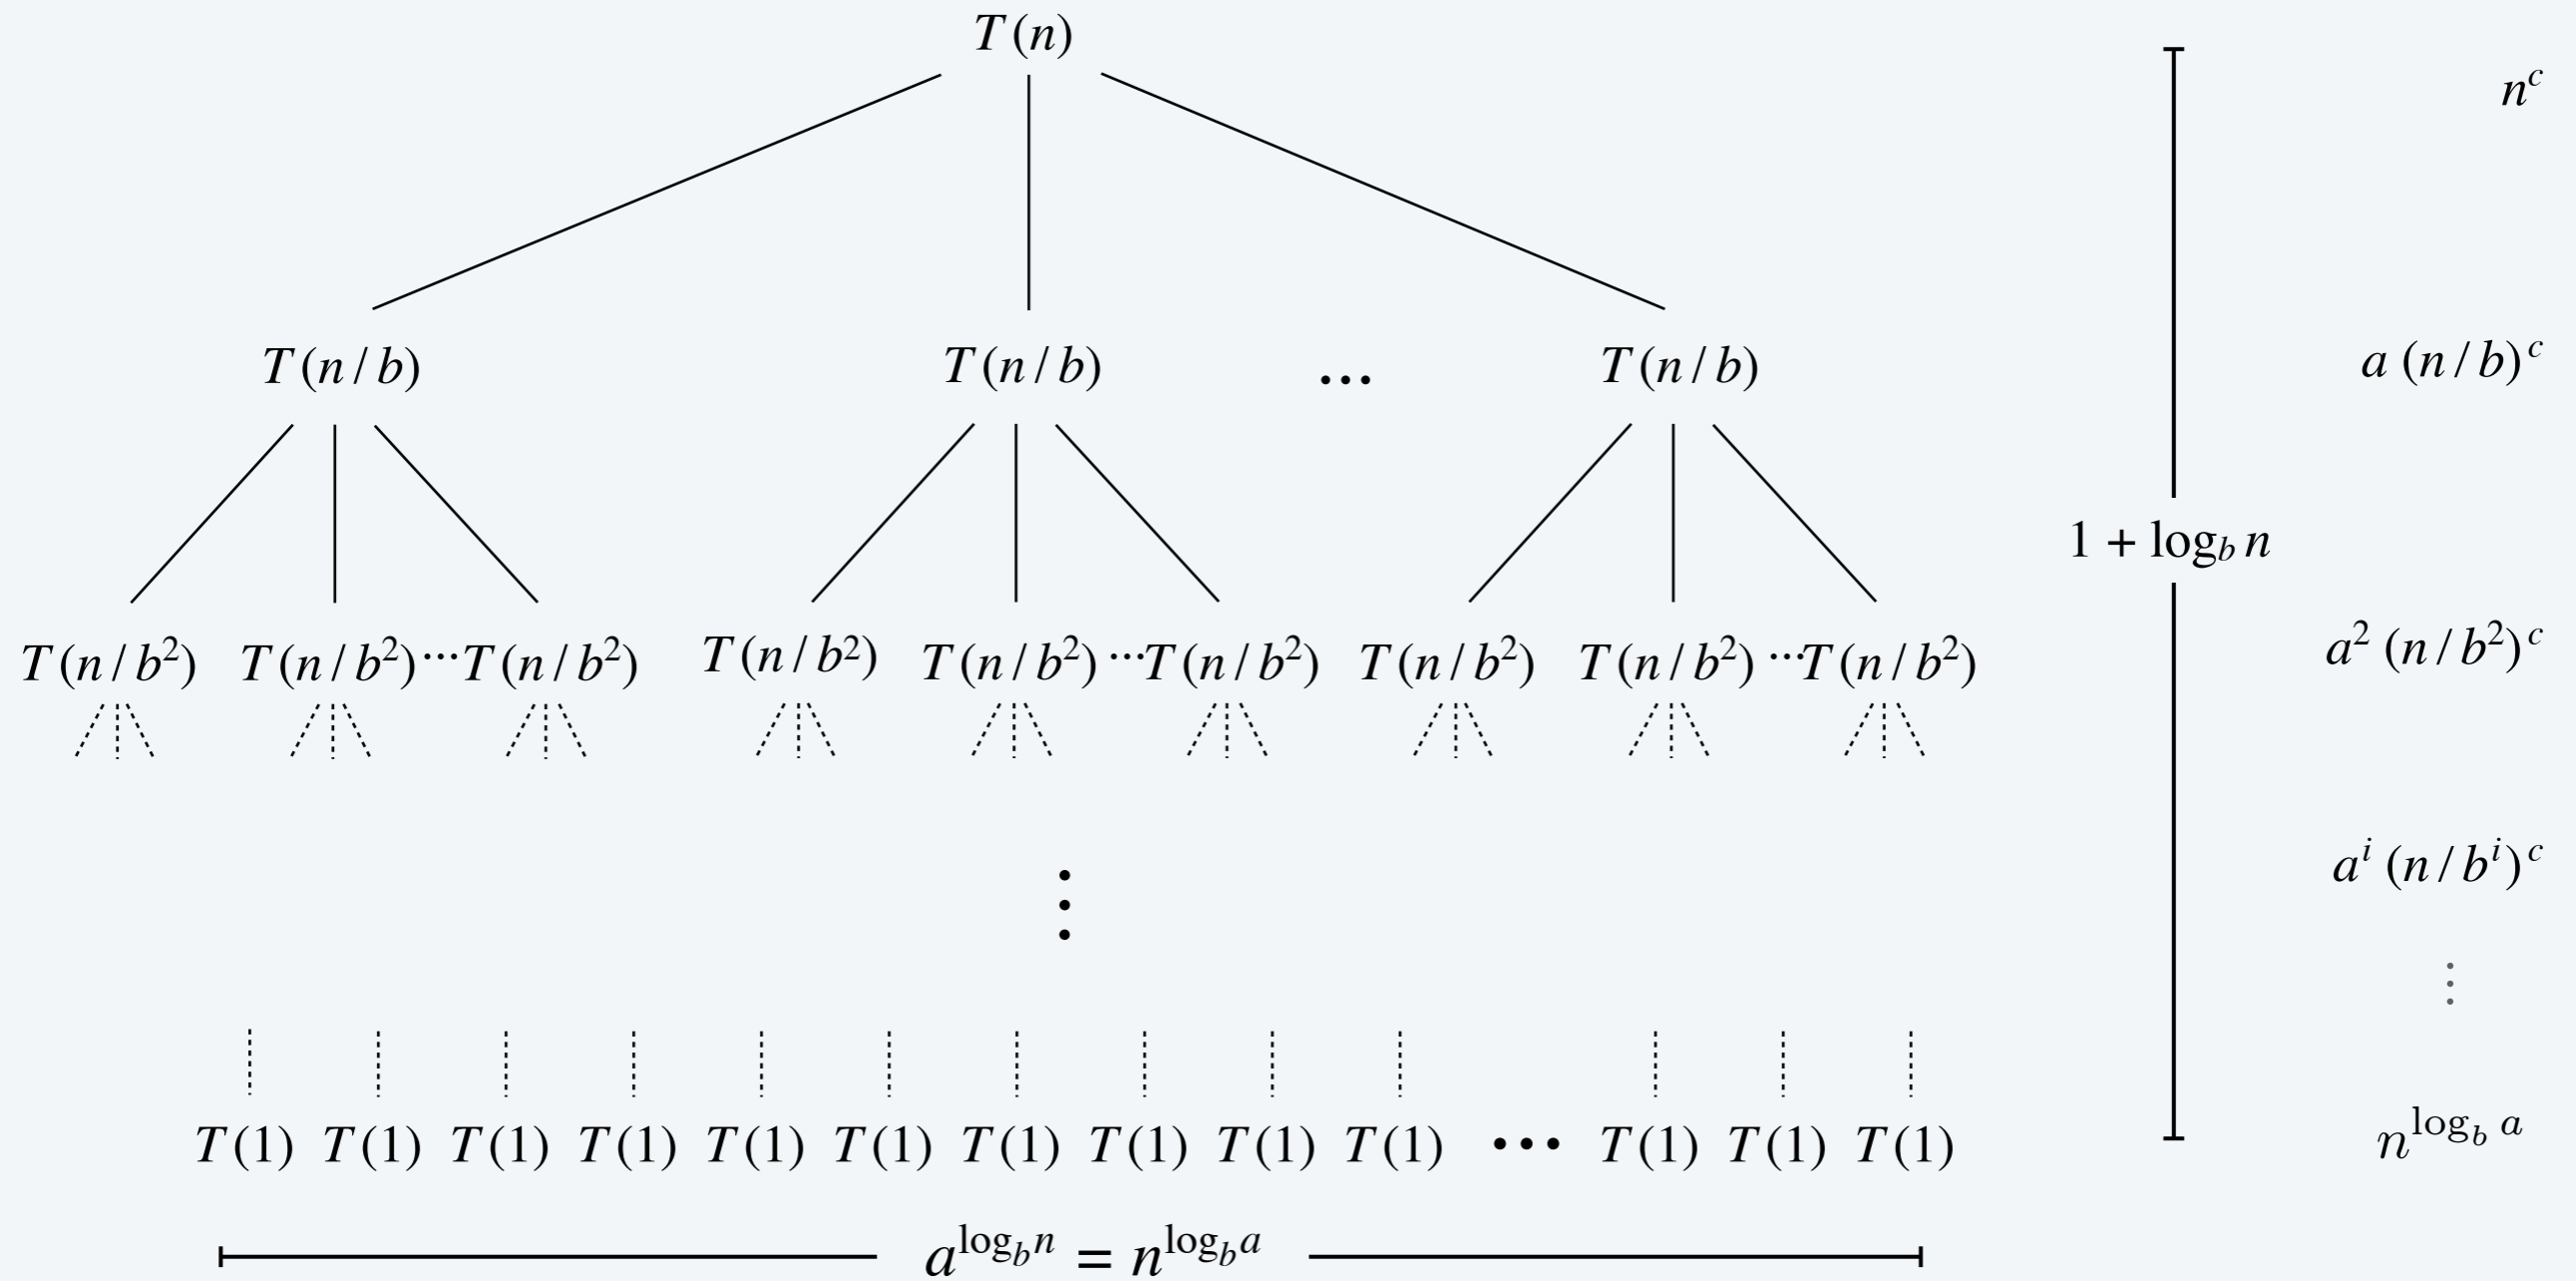 T(n)
n^c
T(n/b) T(n/b) ... T(n/b)
a (n/b)^c
1 + log_b n
T(n/b²) T(n/b²) ... T(n/b²) T(n/b²) T(n/b²) ... T(n/b²) T(n/b²) T(n/b²) ... T(n/b²)
a² (n/b²)^c
a^i (n/b^i)^c
⋮
⋮
T(1) T(1) T(1) T(1) T(1) T(1) T(1) T(1) T(1) T(1) ... T(1) T(1) T(1)
n^{log_b a}
a^{log_b n} = n^{log_b a}